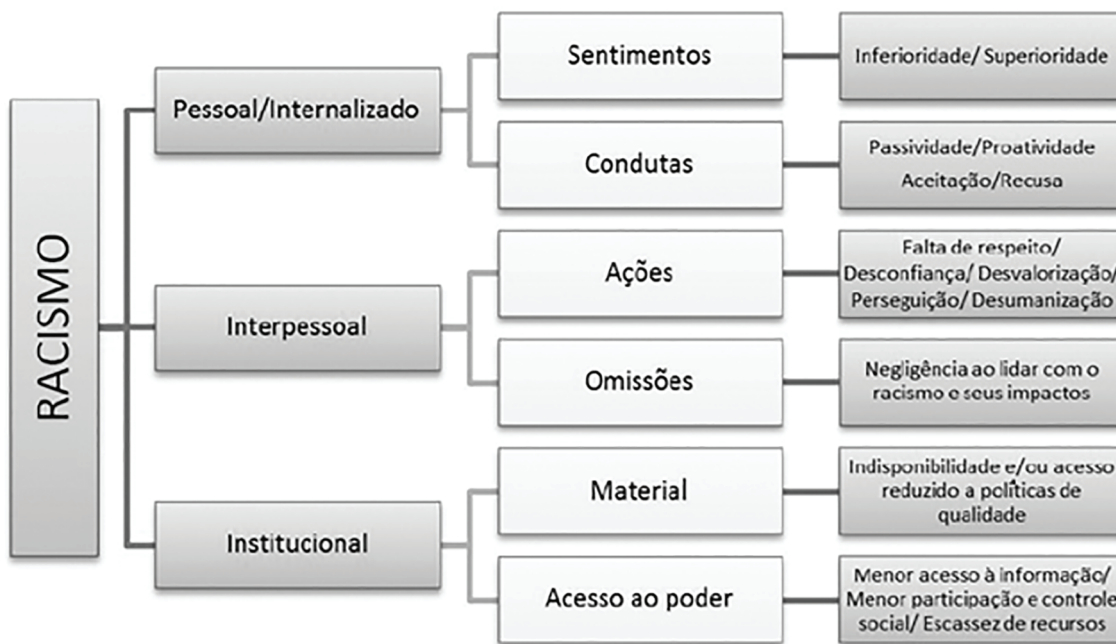 RACISMO
Pessoal/Internalizado
Sentimentos
Inferioridade/ Superioridade
Condutas
Passividade/Proatividade
Aceitação/Recusa
Interpessoal
Ações
Falta de respeito/
Desconfiança/ Desvalorização/
Perseguição/ Desumanização
Omissões
Negligência ao lidar com o
racismo e seus impactos
Institucional
Material
Indisponibilidade e/ou acesso
reduzido a políticas de
qualidade
Acesso ao poder
Menor acesso à informação/
Menor participação e controle
social/ Escassez de recursos